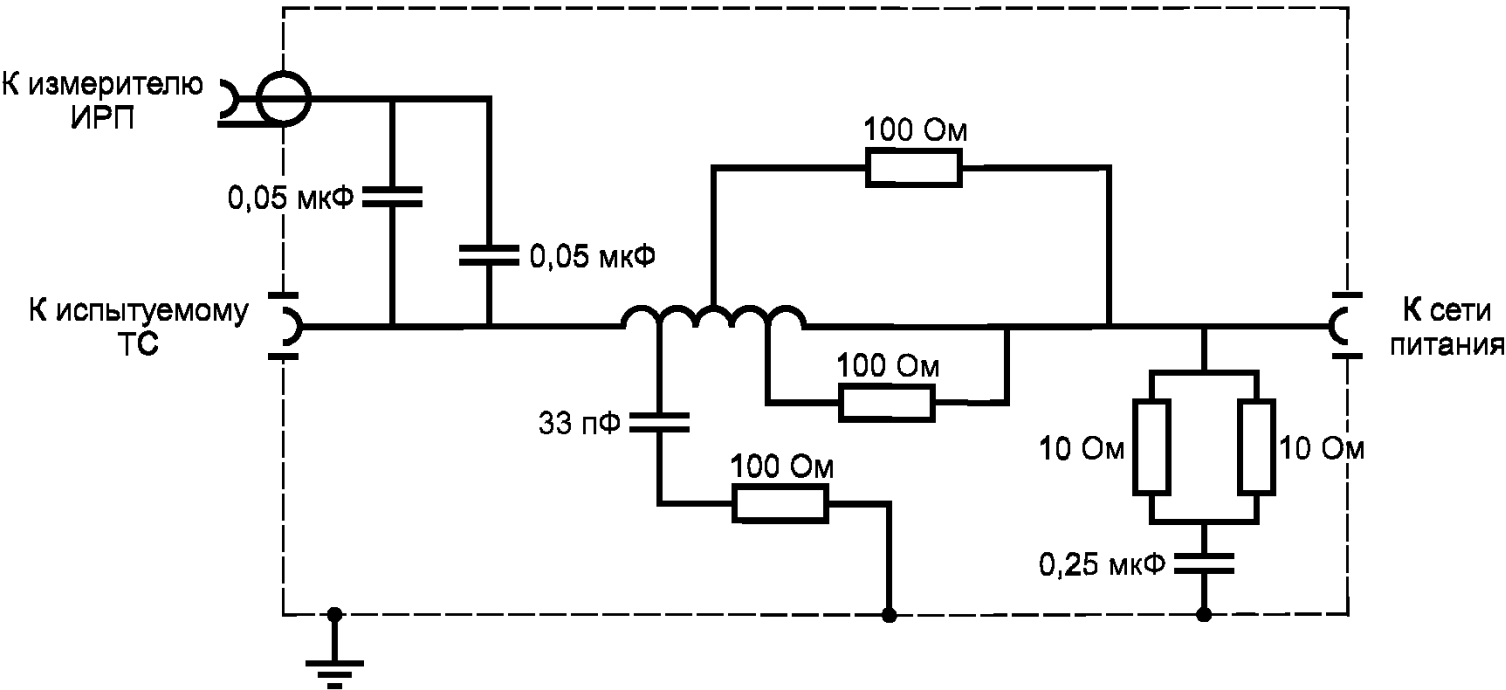 К измерителю
ИРП
100 Ом
0,05 мкФ
0,05 мкФ
К испытуемому
ТС
К сети
питания
100 Ом
33 пФ
10 Ом
10 Ом
100 Ом
0,25 мкФ